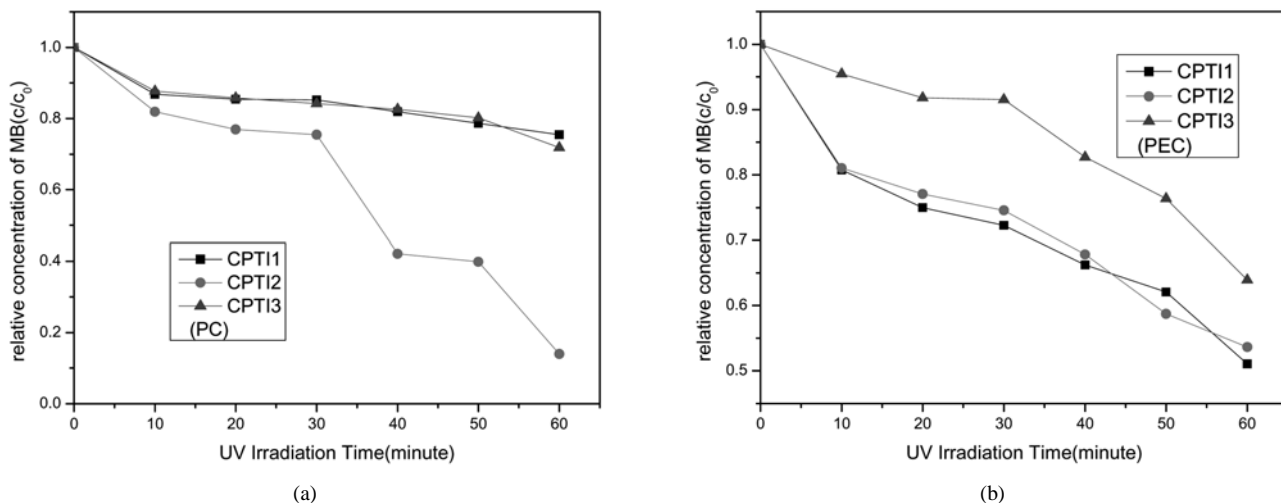 1.0
0.8
0.6
0.4
0.2
0.0
relative concentration of MB(c/c₀)
CPTI1
CPTI2
CPTI3
(PC)
0 10 20 30 40 50 60
UV Irradiation Time(minute)
(a)
1.0
0.9
0.8
0.7
0.6
0.5
relative concentration of MB(c/c₀)
CPTI1
CPTI2
CPTI3
(PEC)
0 10 20 30 40 50 60
UV Irradiation Time(minute)
(b)